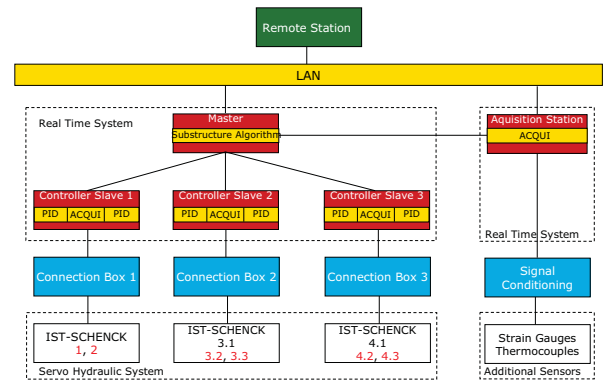 Remote Station
LAN
Real Time System
Master
Substructure Algorithm
Aquisition Station
ACQUI
Controller Slave 1
PID ACQUI PID
Controller Slave 2
PID ACQUI PID
Controller Slave 3
PID ACQUI PID
Real Time System
Connection Box 1
Connection Box 2
Connection Box 3
Signal
Conditioning
IST-SCHENCK
1, 2
IST-SCHENCK
3.1
3.2, 3.3
IST-SCHENCK
4.1
4.2, 4.3
Strain Gauges
Thermocouples
Servo Hydraulic System
Additional Sensors